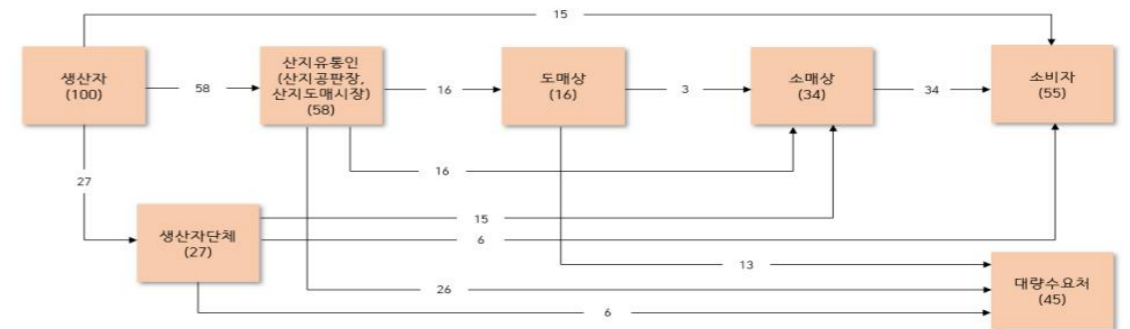 15
생산자
(100)
58
산지유통인
(산지공판장,
산지도매시장)
(58)
16
도매상
(16)
3
소매상
(34)
34
소비자
(55)
16
27
생산자단체
(27)
15
6
13
26
6
대량수요처
(45)